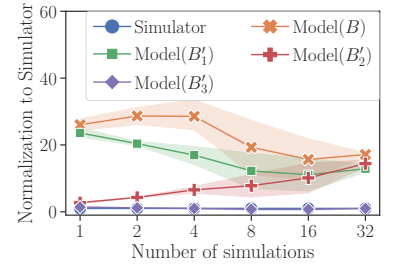 Normalization to Simulator
60
40
20
0
Simulator
Model(B)
Model(B′₁)
Model(B′₂)
Model(B′₃)
1 2 4 8 16 32
Number of simulations